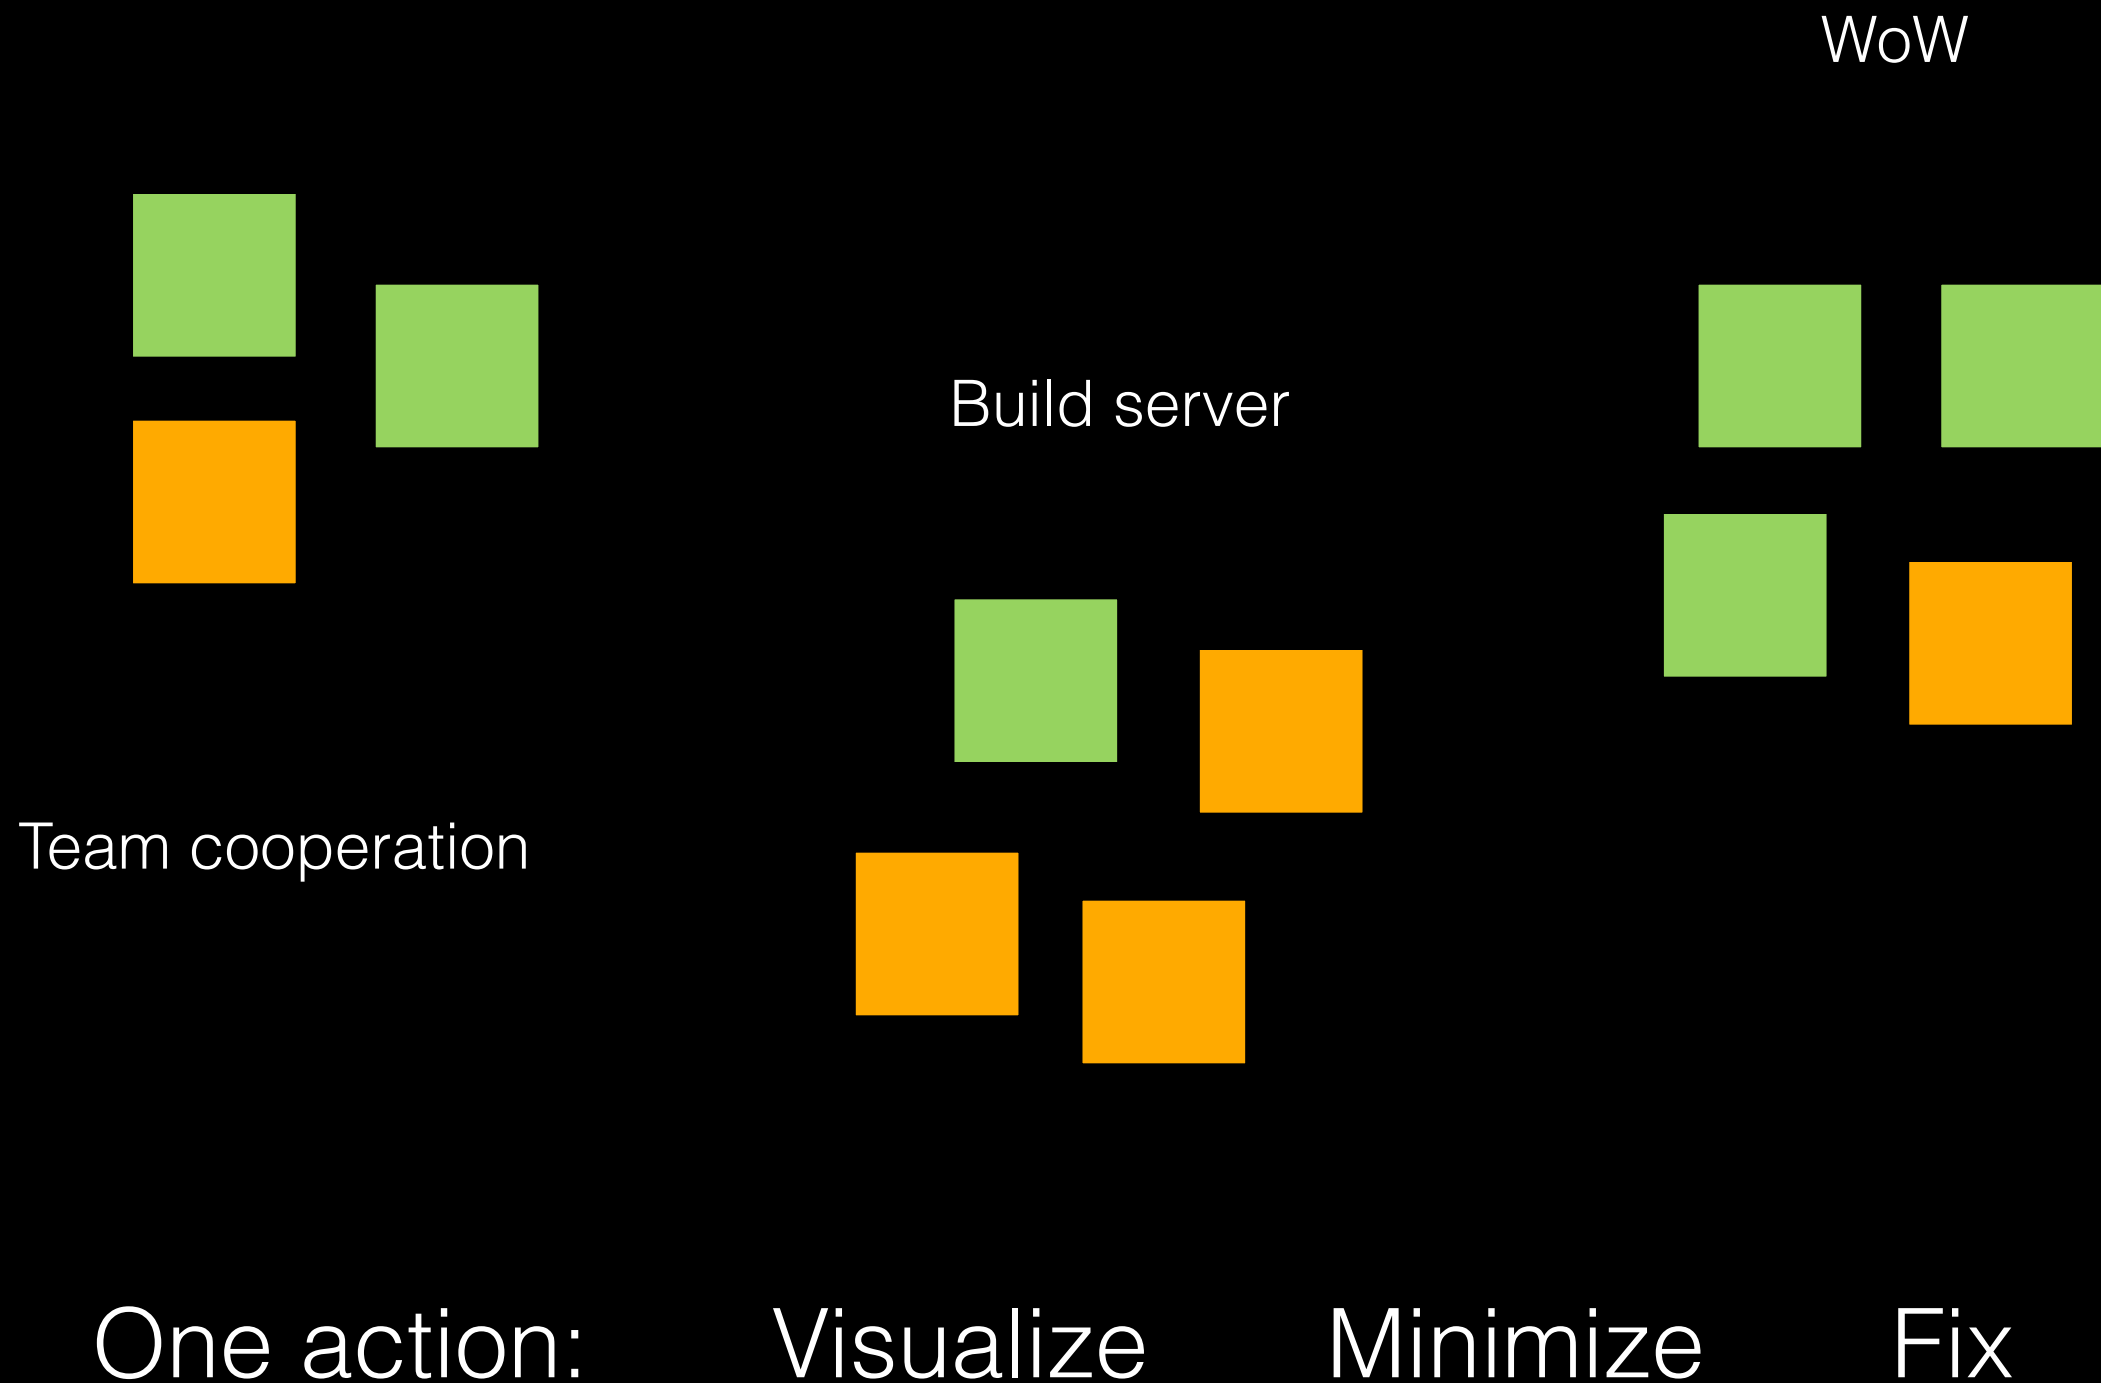 WoW
Build server
Team cooperation
One action: Visualize Minimize Fix